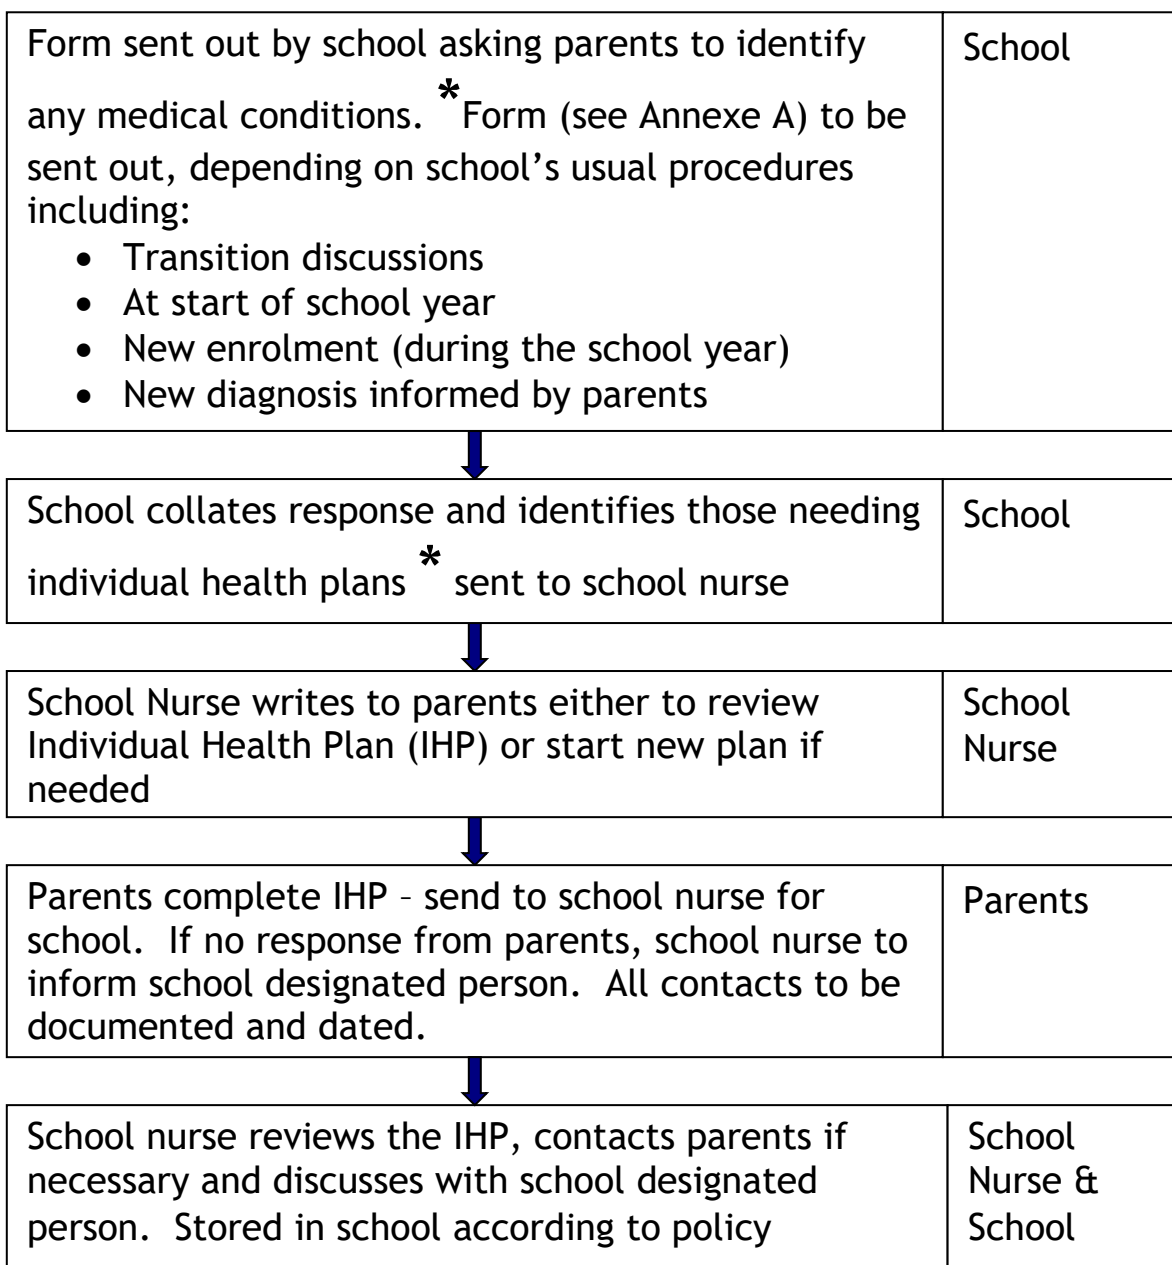 Form sent out by school asking parents to identify
any medical conditions. *Form (see Annexe A) to be
sent out, depending on school’s usual procedures
including:
• Transition discussions
• At start of school year
• New enrolment (during the school year)
• New diagnosis informed by parents
School
School collates response and identifies those needing
individual health plans * sent to school nurse
School
School Nurse writes to parents either to review
Individual Health Plan (IHP) or start new plan if
needed
School
Nurse
Parents complete IHP – send to school nurse for
school.  If no response from parents, school nurse to
inform school designated person.  All contacts to be
documented and dated.
Parents
School nurse reviews the IHP, contacts parents if
necessary and discusses with school designated
person.  Stored in school according to policy
School
Nurse &
School